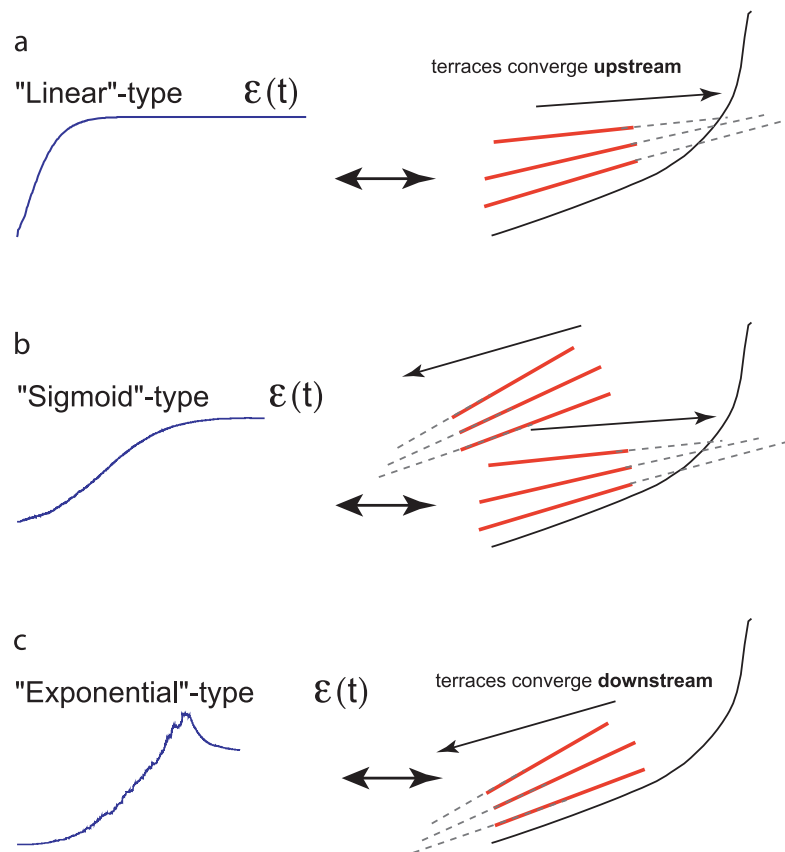 a
"Linear"-type ε(t)
terraces converge upstream
b
"Sigmoid"-type ε(t)
c
"Exponential"-type ε(t)
terraces converge downstream